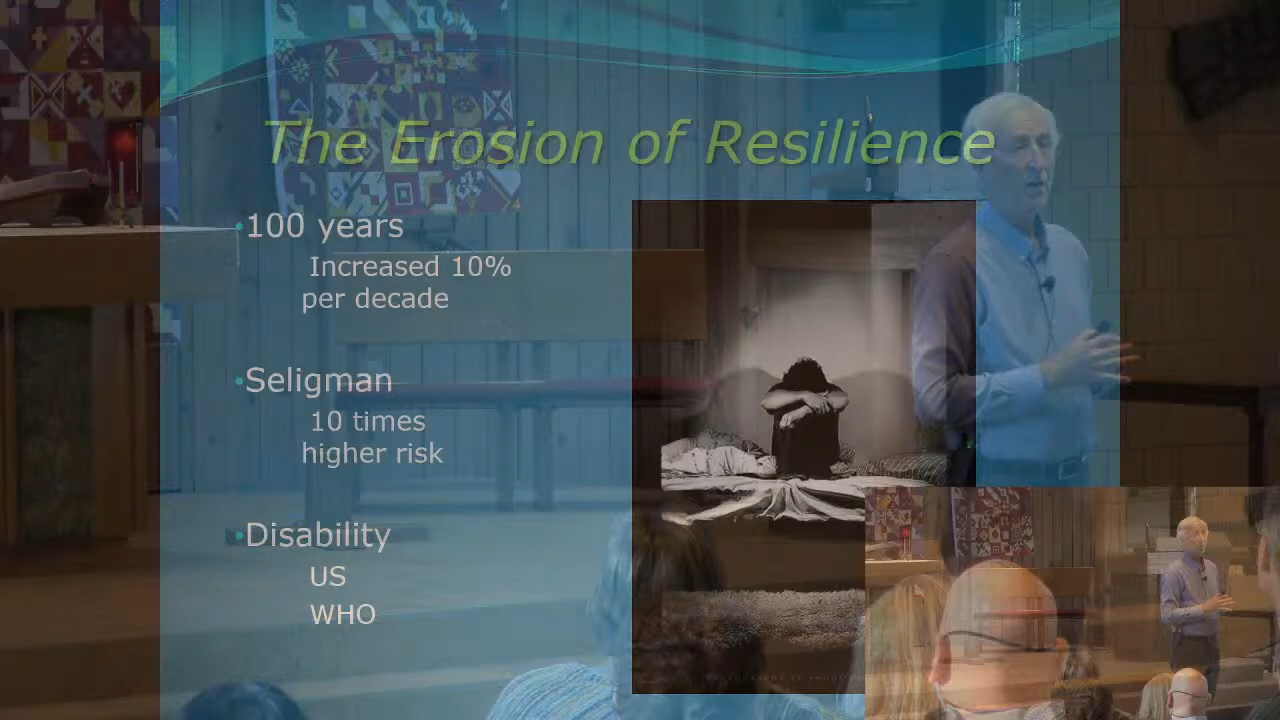 The Erosion of Resilience
•100 years
Increased 10%
per decade
•Seligman
10 times
higher risk
•Disability
US
WHO